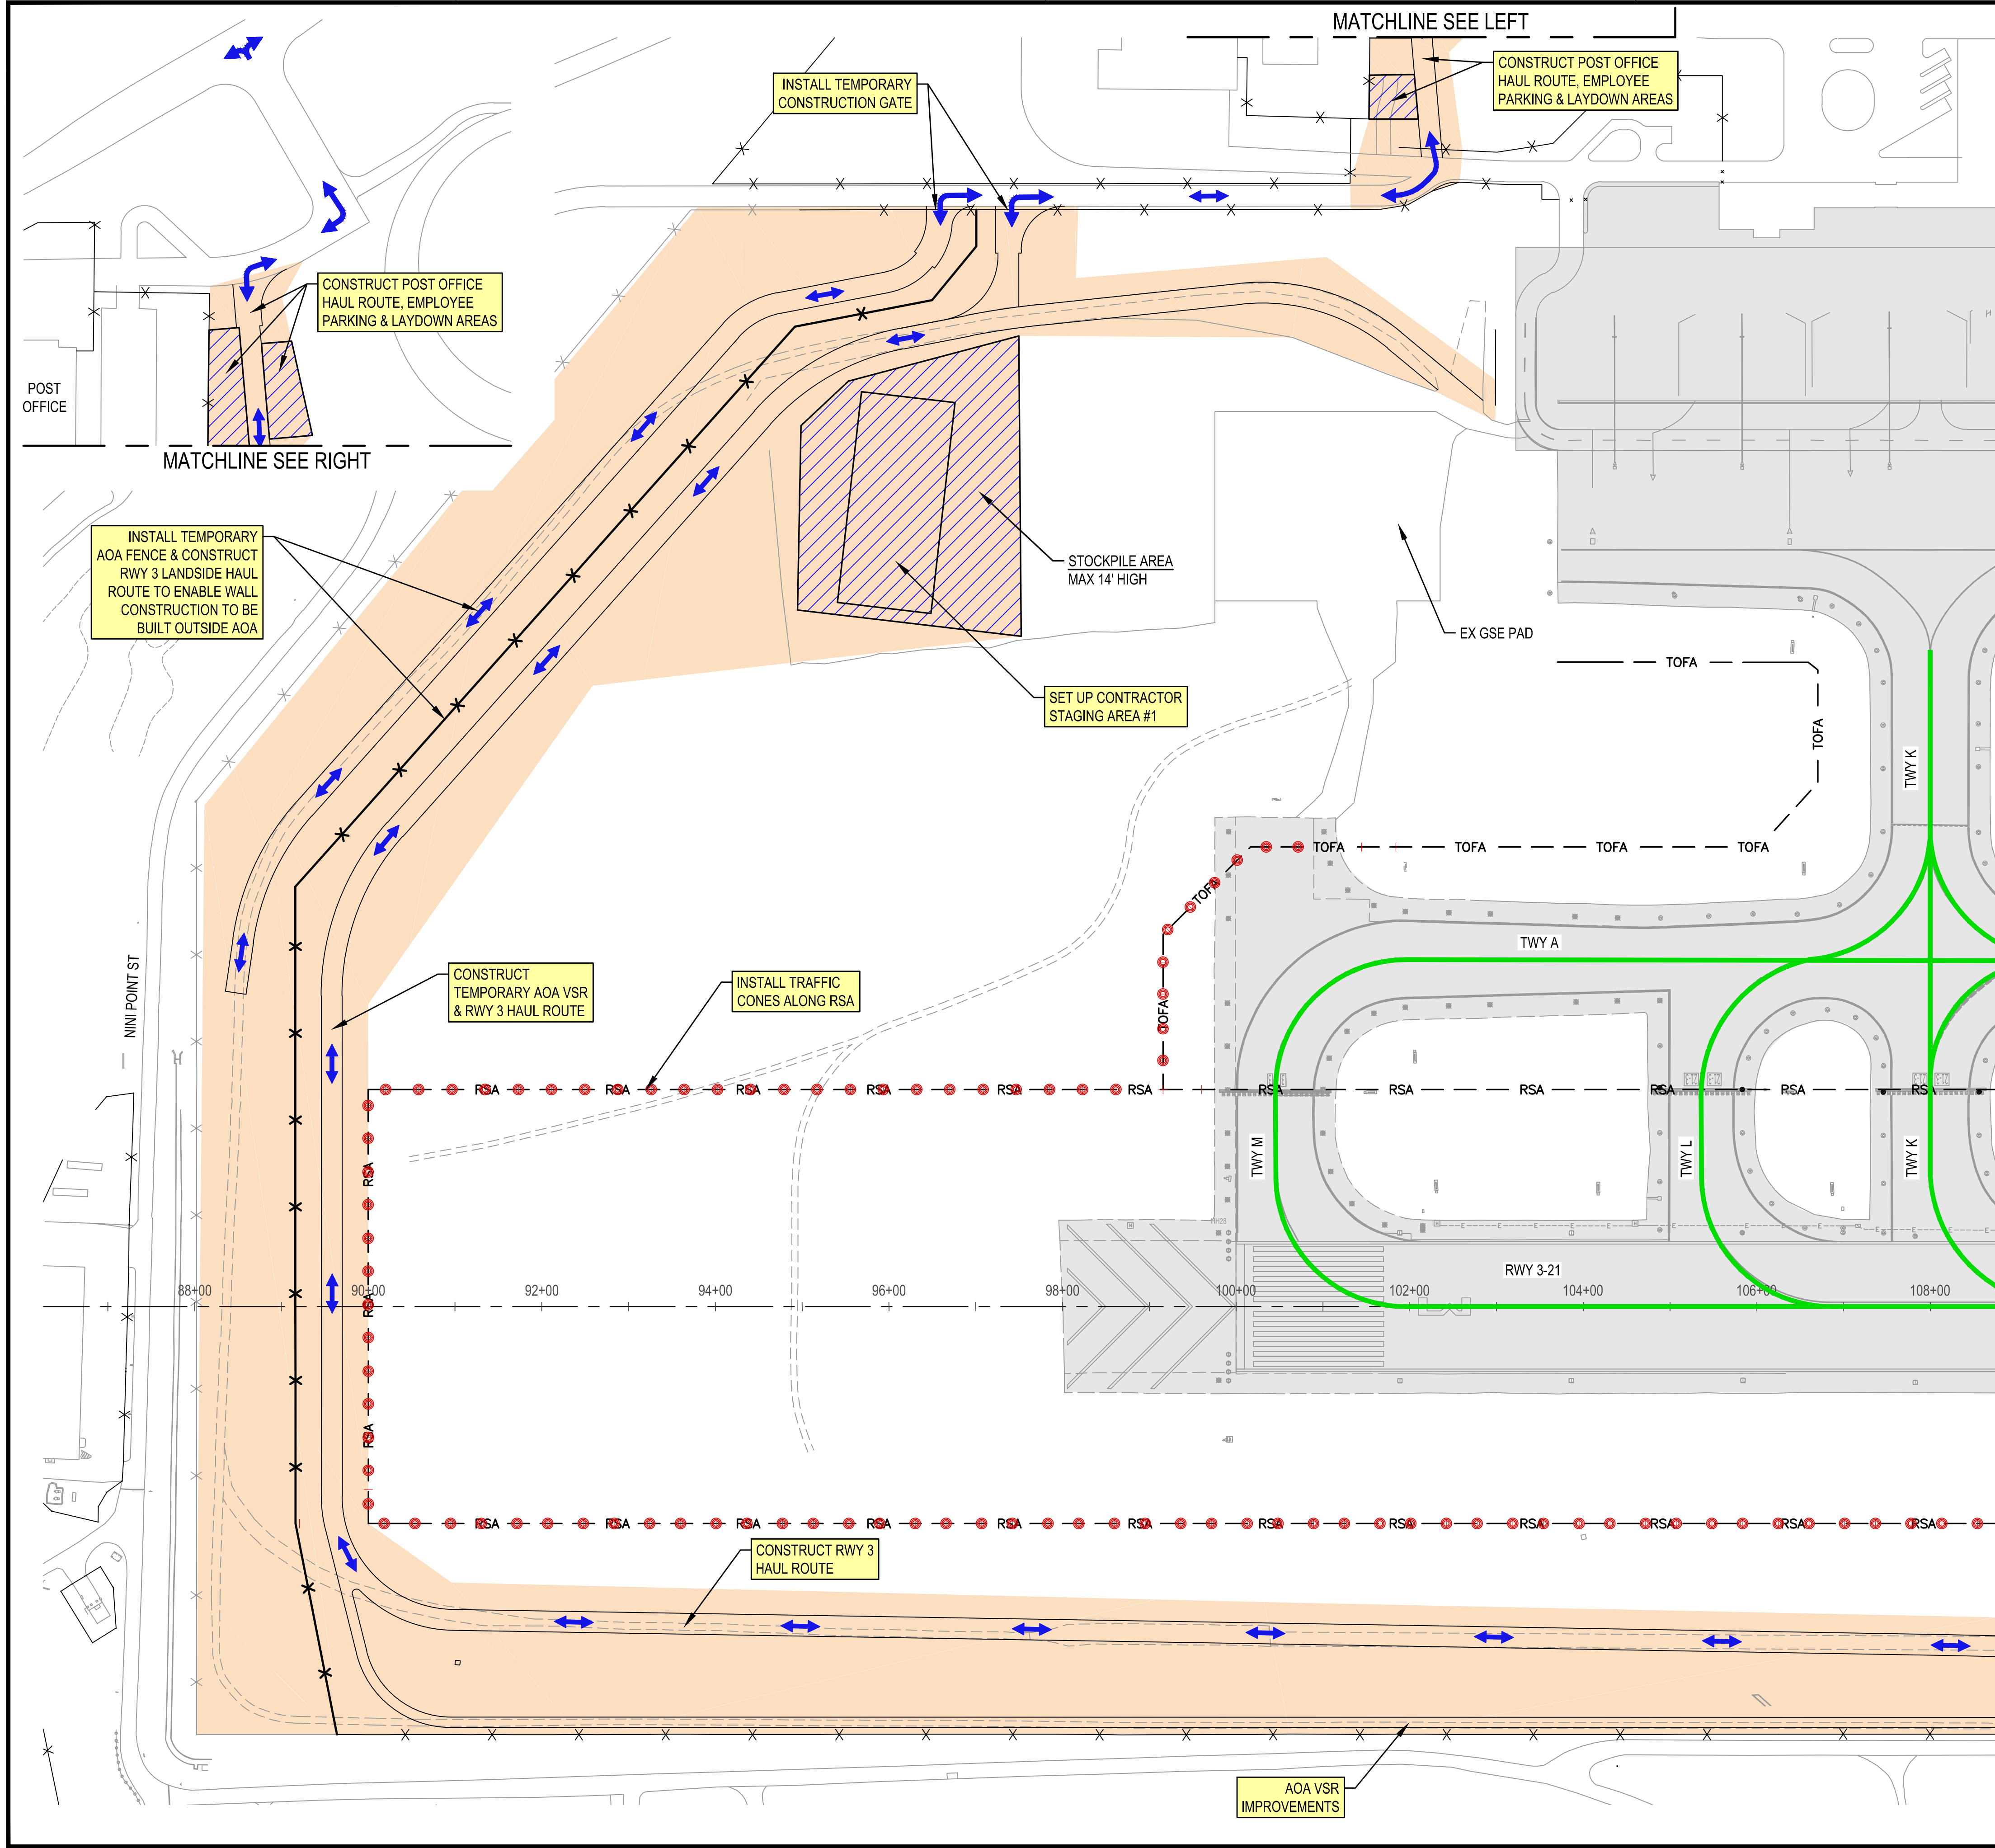 MATCHLINE SEE LEFT
INSTALL TEMPORARY
CONSTRUCTION GATE
CONSTRUCT POST OFFICE
HAUL ROUTE, EMPLOYEE
PARKING & LAYDOWN AREAS
CONSTRUCT POST OFFICE
HAUL ROUTE, EMPLOYEE
PARKING & LAYDOWN AREAS
POST
OFFICE
MATCHLINE SEE RIGHT
INSTALL TEMPORARY
AOA FENCE & CONSTRUCT
RWY 3 LANDSIDE HAUL
ROUTE TO ENABLE WALL
CONSTRUCTION TO BE
BUILT OUTSIDE AOA
STOCKPILE AREA
MAX 14' HIGH
EX GSE PAD
SET UP CONTRACTOR
STAGING AREA #1
TOFA
TOFA
TWY K
TOFA TOFA TOFA TOFA
TOFA
TOFA
TWY A
NINI POINT ST
CONSTRUCT
TEMPORARY AOA VSR
& RWY 3 HAUL ROUTE
INSTALL TRAFFIC
CONES ALONG RSA
RSA RSA RSA RSA RSA RSA RSA RSA RSA RSA RSA RSA
RSA
RSA
RSA
TWY M
TWY L
TWY K
RWY 3-21
88+00 90+00 92+00 94+00 96+00 98+00 100+00 102+00 104+00 106+00 108+00
RSA RSA RSA RSA RSA RSA RSA RSA RSA RSA RSA RSA
CONSTRUCT RWY 3
HAUL ROUTE
AOA VSR
IMPROVEMENTS